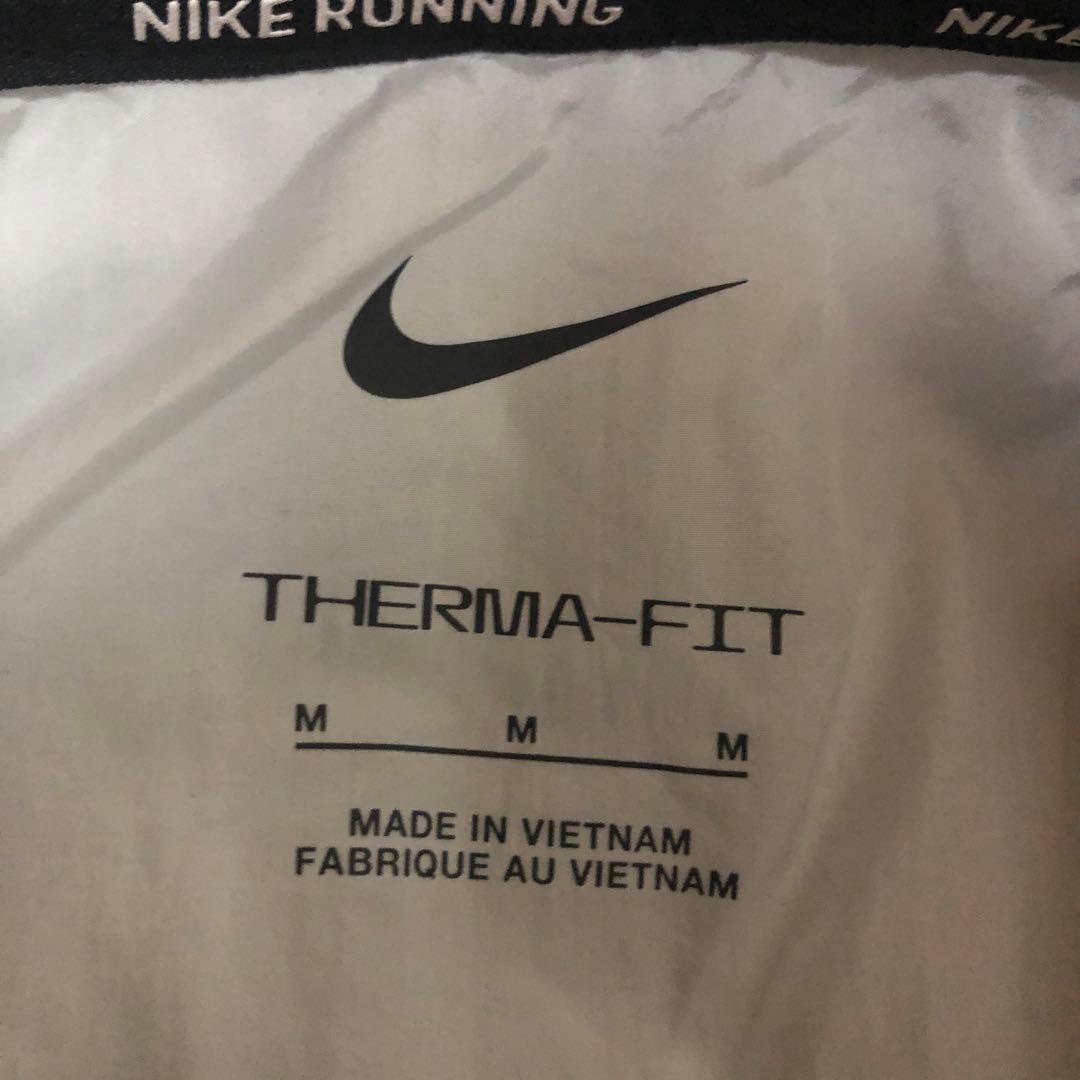 NIKE RUNNING NIKE
THERMA-FIT
M M M
MADE IN VIETNAM
FABRIQUE AU VIETNAM